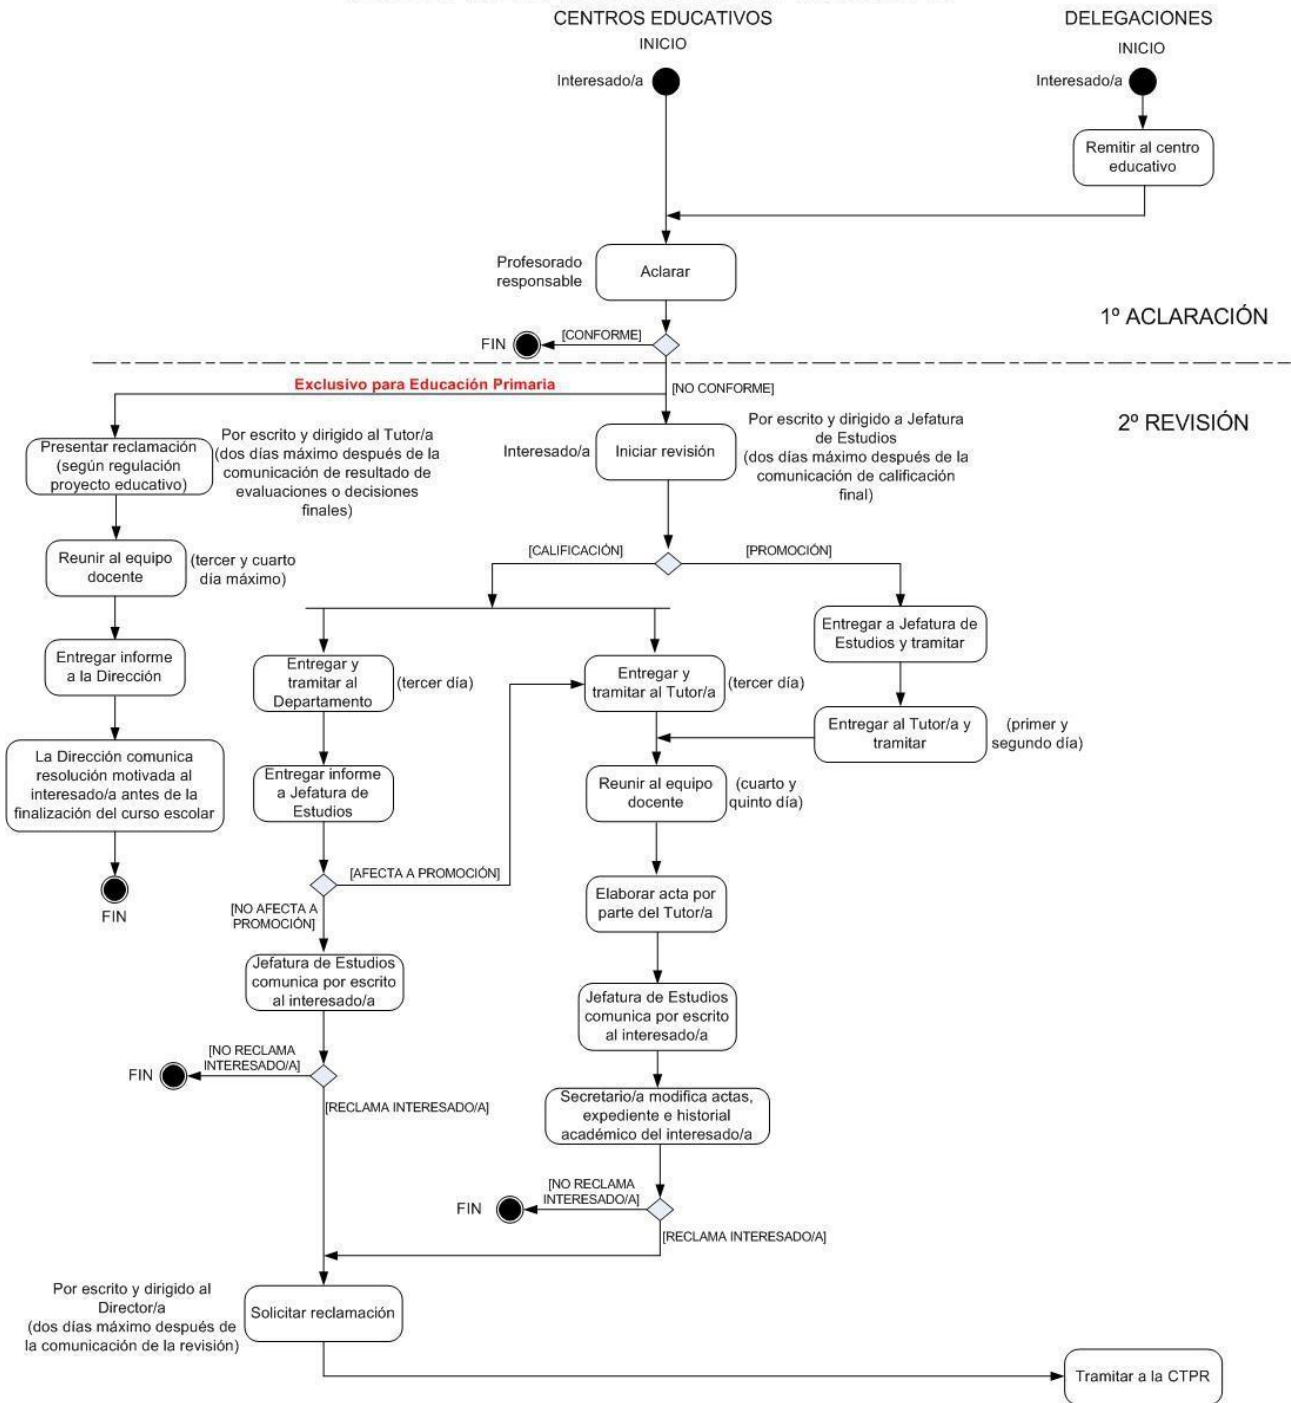 CENTROS EDUCATIVOS
DELEGACIONES
INICIO
INICIO
Interesado/a
Interesado/a
Remitir al centro
educativo
Profesorado
responsable
Aclarar
1º ACLARACIÓN
[CONFORME]
FIN
Exclusivo para Educación Primaria
[NO CONFORME]
2º REVISIÓN
Presentar reclamación
(según regulación
proyecto educativo)
Por escrito y dirigido al Tutor/a
(dos días máximo después de la
comunicación de resultado de
evaluaciones o decisiones
finales)
Interesado/a
Iniciar revisión
Por escrito y dirigido a Jefatura
de Estudios
(dos días máximo después de la
comunicación de calificación
final)
[CALIFICACIÓN]
[PROMOCIÓN]
Reunir al equipo
docente
(tercer y cuarto
día máximo)
Entregar a Jefatura de
Estudios y tramitar
Entregar informe
a la Dirección
Entregar y
tramitar al
Departamento
(tercer día)
Entregar y
tramitar al Tutor/a
(tercer día)
Entregar al Tutor/a y
tramitar
(primer y
segundo día)
La Dirección comunica
resolución motivada al
interesado/a antes de la
finalización del curso escolar
Entregar informe
a Jefatura de
Estudios
Reunir al equipo
docente
(cuarto y
quinto día)
[AFECTA A PROMOCIÓN]
FIN
[NO AFECTA A
PROMOCIÓN]
Elaborar acta por
parte del Tutor/a
Jefatura de Estudios
comunica por escrito
al interesado/a
Jefatura de Estudios
comunica por escrito
al interesado/a
[NO RECLAMA
INTERESADO/A]
FIN
[RECLAMA INTERESADO/A]
Secretario/a modifica actas,
expediente e historial
académico del interesado/a
[NO RECLAMA
INTERESADO/A]
FIN
[RECLAMA INTERESADO/A]
Por escrito y dirigido al
Director/a
(dos días máximo después de
la comunicación de la revisión)
Solicitar reclamación
Tramitar a la CTPR